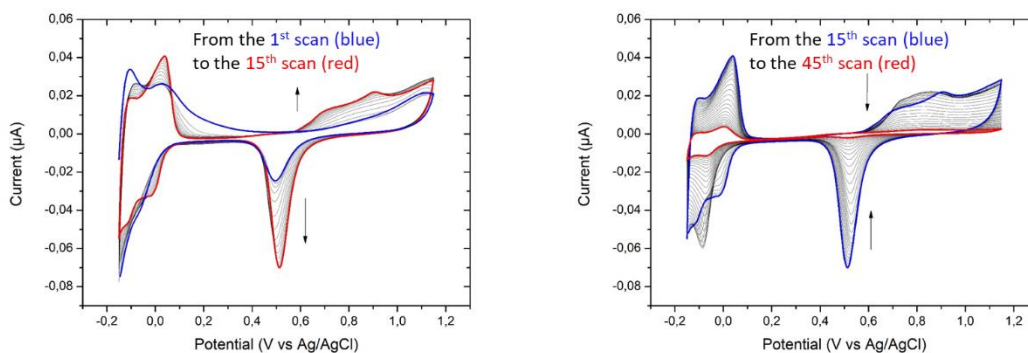 From the 1st scan (blue)
to the 15th scan (red)
0,06
0,04
0,02
0,00
-0,02
-0,04
-0,06
-0,08
Current (µA)
-0,2 0,0 0,2 0,4 0,6 0,8 1,0 1,2
Potential (V vs Ag/AgCl)
From the 15th scan (blue)
to the 45th scan (red)
0,06
0,04
0,02
0,00
-0,02
-0,04
-0,06
-0,08
Current (µA)
-0,2 0,0 0,2 0,4 0,6 0,8 1,0 1,2
Potential (V vs Ag/AgCl)